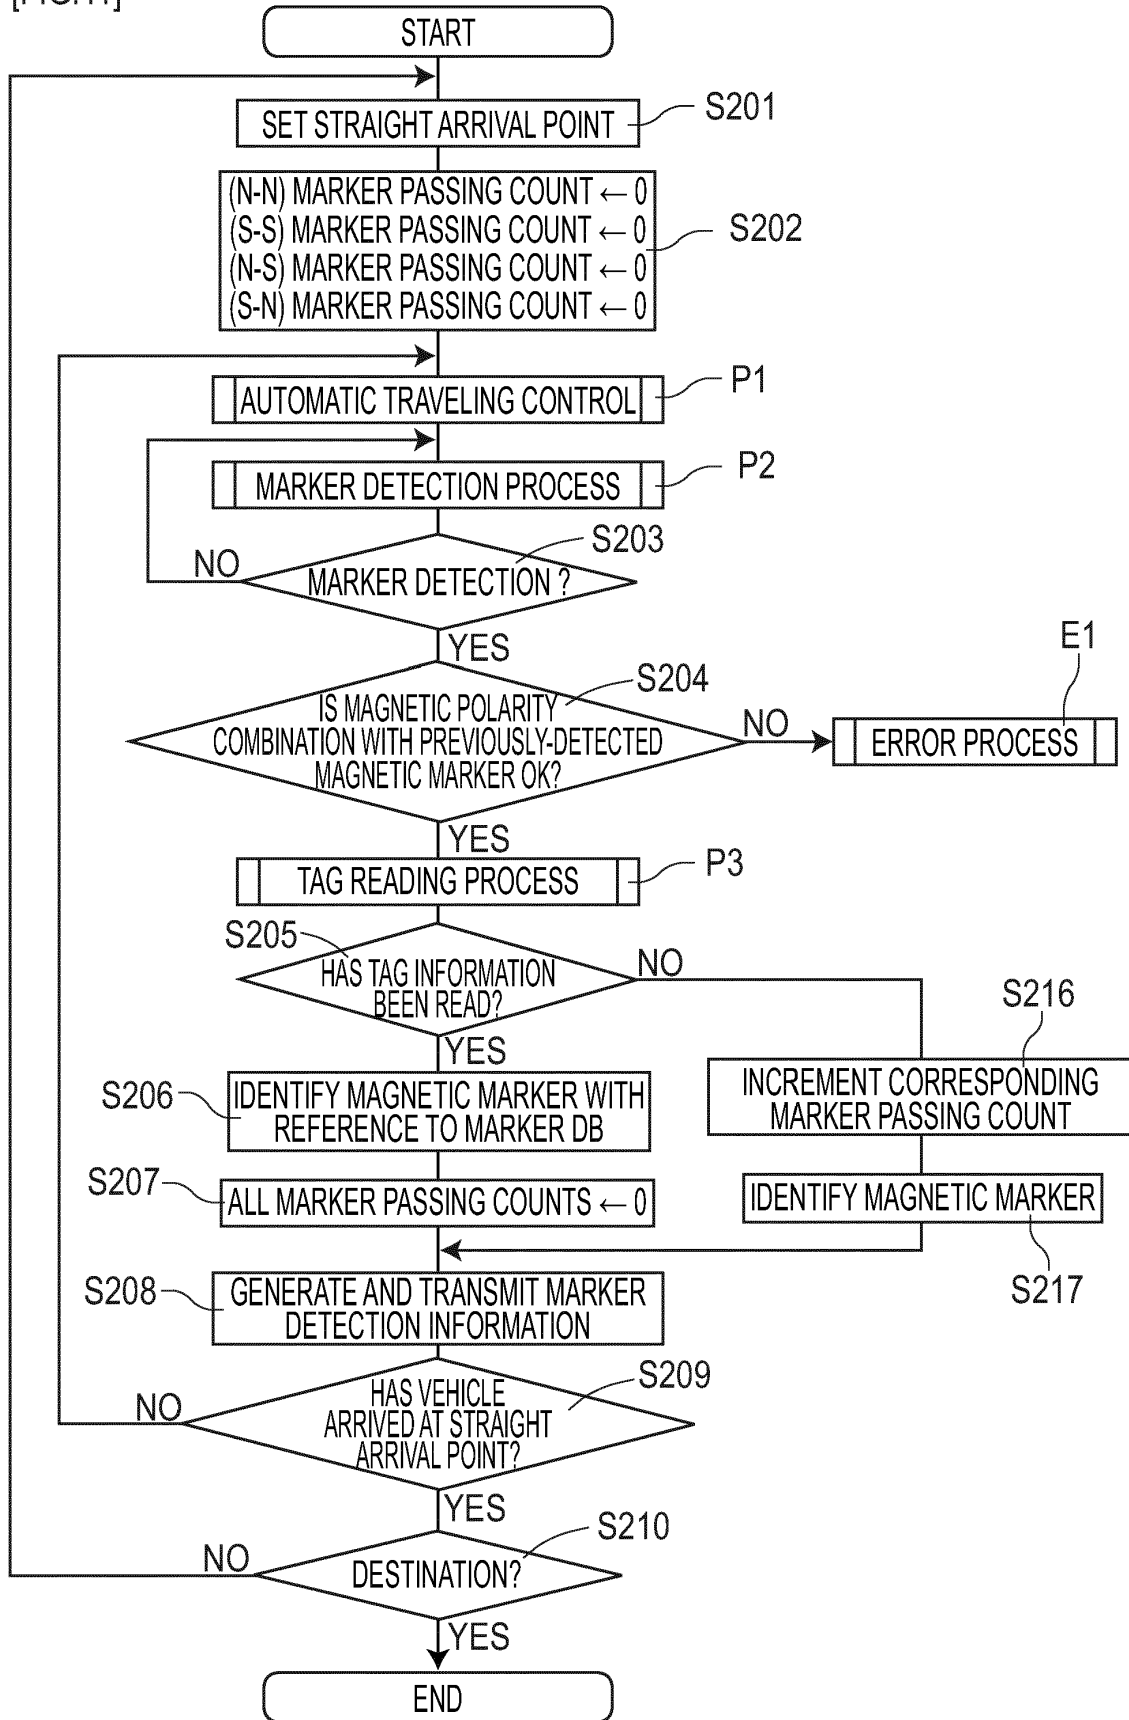 [FIG.11]
START
SET STRAIGHT ARRIVAL POINT
S201
(N-N) MARKER PASSING COUNT ← 0
(S-S) MARKER PASSING COUNT ← 0
(N-S) MARKER PASSING COUNT ← 0
(S-N) MARKER PASSING COUNT ← 0
S202
AUTOMATIC TRAVELING CONTROL
P1
MARKER DETECTION PROCESS
P2
S203
NO
MARKER DETECTION ?
YES
E1
S204
IS MAGNETIC POLARITY
COMBINATION WITH PREVIOUSLY-DETECTED
MAGNETIC MARKER OK?
NO
ERROR PROCESS
YES
TAG READING PROCESS
P3
S205
HAS TAG INFORMATION
BEEN READ?
NO
YES
S216
INCREMENT CORRESPONDING
MARKER PASSING COUNT
S206
IDENTIFY MAGNETIC MARKER WITH
REFERENCE TO MARKER DB
S207
ALL MARKER PASSING COUNTS ← 0
IDENTIFY MAGNETIC MARKER
S217
S208
GENERATE AND TRANSMIT MARKER
DETECTION INFORMATION
S209
NO
HAS VEHICLE
ARRIVED AT STRAIGHT
ARRIVAL POINT?
YES
S210
NO
DESTINATION?
YES
END